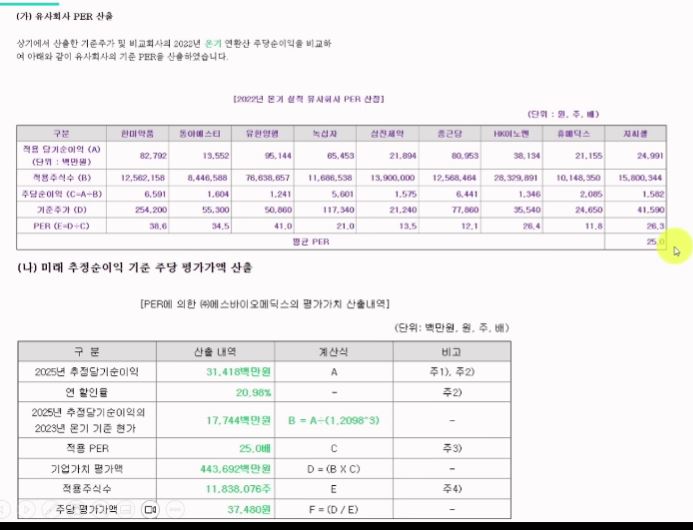 (가) 유사회사 PER 산출
상기에서 산출한 기준주가 및 비교회사의 2022년 온기 연환산 주당순이익을 비교하
여 아래와 같이 유사회사의 기준 PER을 산출하였습니다.
[2022년 온기 실적 유사회사 PER 산정]
(단위 : 원, 주, 배)
구분 한미약품 동아에스티 유한양행 녹십자 삼진제약 종근당 HK이노엔 휴메딕스 지씨셀
적용 당기순이익 (A) (단위 : 백만원) 82,792 13,552 95,144 65,453 21,894 80,953 38,134 21,155 24,991
적용주식수 (B) 12,562,158 8,446,588 76,638,657 11,686,538 13,900,000 12,568,464 28,329,891 10,148,350 15,800,344
주당순이익 (C=A÷B) 6,591 1,604 1,241 5,601 1,575 6,441 1,346 2,085 1,582
기준주가 (D) 254,200 55,300 50,860 117,340 21,240 77,860 35,540 24,650 41,590
PER (E=D÷C) 38.6 34.5 41.0 21.0 13.5 12.1 26.4 11.8 26.3
평균 PER 25.0
(나) 미래 추정순이익 기준 주당 평가가액 산출
[PER에 의한 ㈜에스바이오메딕스의 평가가치 산출내역]
(단위: 백만원, 원, 주, 배)
구 분 산출 내역 계산식 비고
2025년 추정당기순이익 31,418백만원 A 주1), 주2)
연 할인율 20.98% - 주2)
2025년 추정당기순이익의 2023년 온기 기준 현가 17,744백만원 B = A÷(1.2098^3) -
적용 PER 25.0배 C 주3)
기업가치 평가액 443,692백만원 D = (B X C) -
적용주식수 11,838,076주 E 주4)
주당 평가가액 37,480원 F = (D / E) -